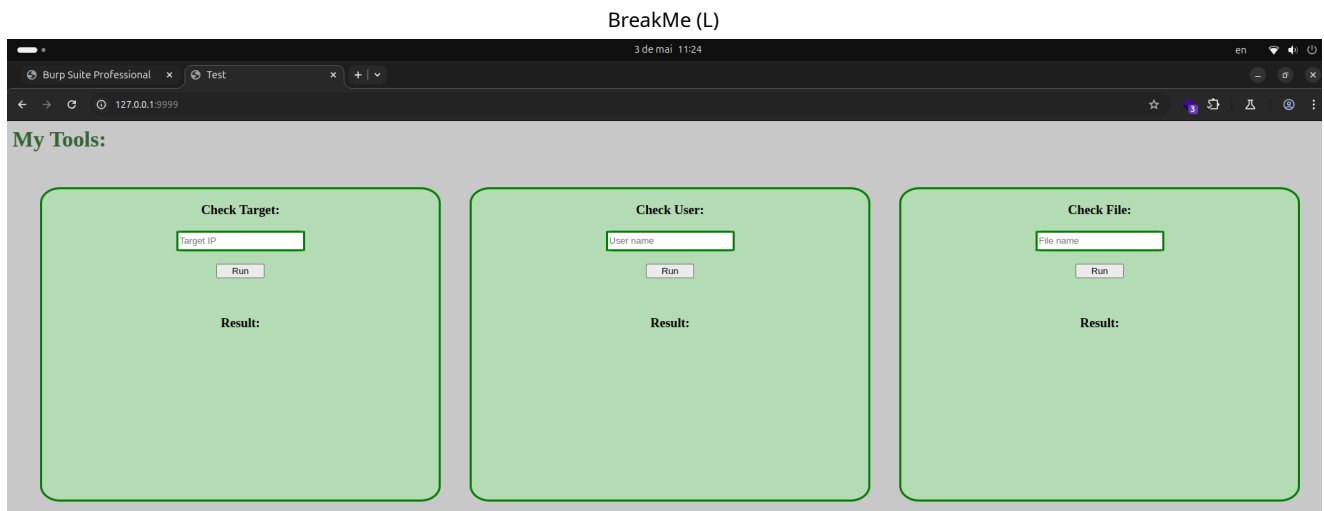 BreakMe (L)
3 de mai 11:24
en
Burp Suite Professional
Test
127.0.0.1:9999
3
My Tools:
Check Target:
Check User:
Check File:
Target IP
User name
File name
Run
Run
Run
Result:
Result:
Result: